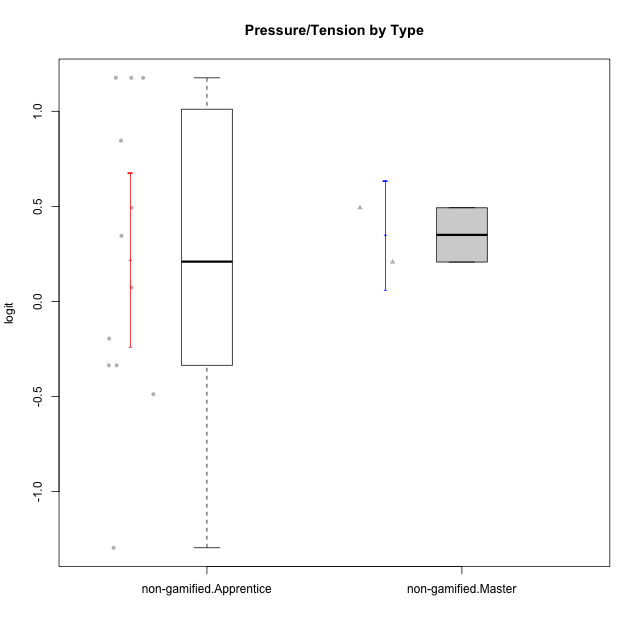 Pressure/Tension by Type
1.0
0.5
0.0
-0.5
-1.0
logit
non-gamified.Apprentice
non-gamified.Master